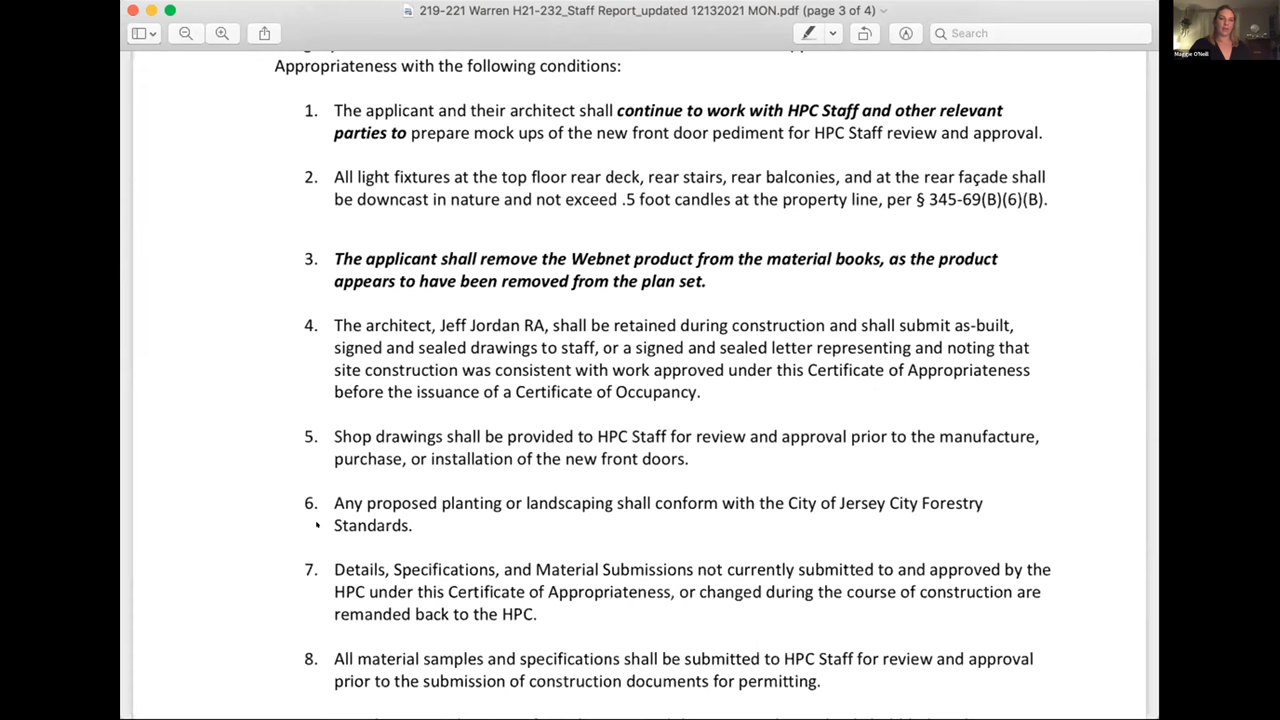 219-221 Warren H21-232_Staff Report_updated 12132021 MON.pdf (page 3 of 4)
Search
Maggie O'Neill
Appropriateness with the following conditions:
1. The applicant and their architect shall continue to work with HPC Staff and other relevant
parties to prepare mock ups of the new front door pediment for HPC Staff review and approval.
2. All light fixtures at the top floor rear deck, rear stairs, rear balconies, and at the rear façade shall
be downcast in nature and not exceed .5 foot candles at the property line, per § 345-69(B)(6)(B).
3. The applicant shall remove the Webnet product from the material books, as the product
appears to have been removed from the plan set.
4. The architect, Jeff Jordan RA, shall be retained during construction and shall submit as-built,
signed and sealed drawings to staff, or a signed and sealed letter representing and noting that
site construction was consistent with work approved under this Certificate of Appropriateness
before the issuance of a Certificate of Occupancy.
5. Shop drawings shall be provided to HPC Staff for review and approval prior to the manufacture,
purchase, or installation of the new front doors.
6. Any proposed planting or landscaping shall conform with the City of Jersey City Forestry
Standards.
7. Details, Specifications, and Material Submissions not currently submitted to and approved by the
HPC under this Certificate of Appropriateness, or changed during the course of construction are
remanded back to the HPC.
8. All material samples and specifications shall be submitted to HPC Staff for review and approval
prior to the submission of construction documents for permitting.